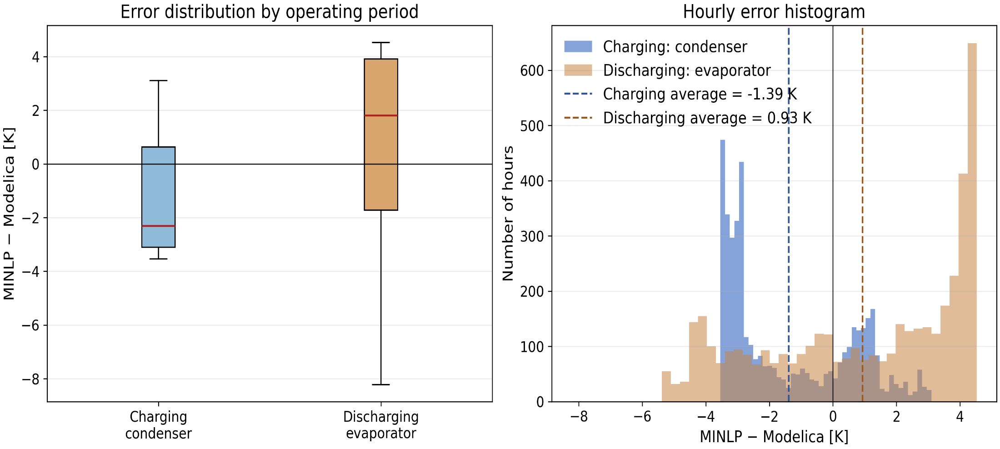 Error distribution by operating period
MINLP − Modelica [K]
4
2
0
−2
−4
−6
−8
Charging
condenser
Discharging
evaporator
Hourly error histogram
Charging: condenser
Discharging: evaporator
Charging average = -1.39 K
Discharging average = 0.93 K
Number of hours
600
500
400
300
200
100
0
−8 −6 −4 −2 0 2 4
MINLP − Modelica [K]